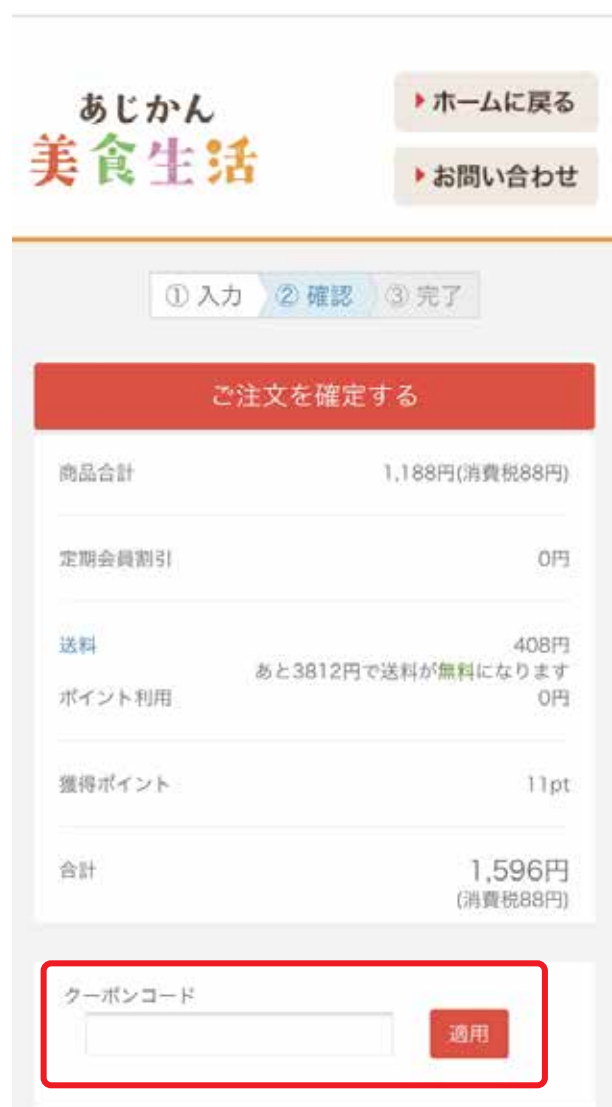 あじかん
美食生活
ホームに戻る
お問い合わせ
① 入力 ② 確認 ③ 完了
ご注文を確定する
商品合計 1,188円(消費税88円)
定期会員割引 0円
送料 408円
あと3812円で送料が無料になります
ポイント利用 0円
獲得ポイント 11pt
合計 1,596円
(消費税88円)
クーポンコード
適用